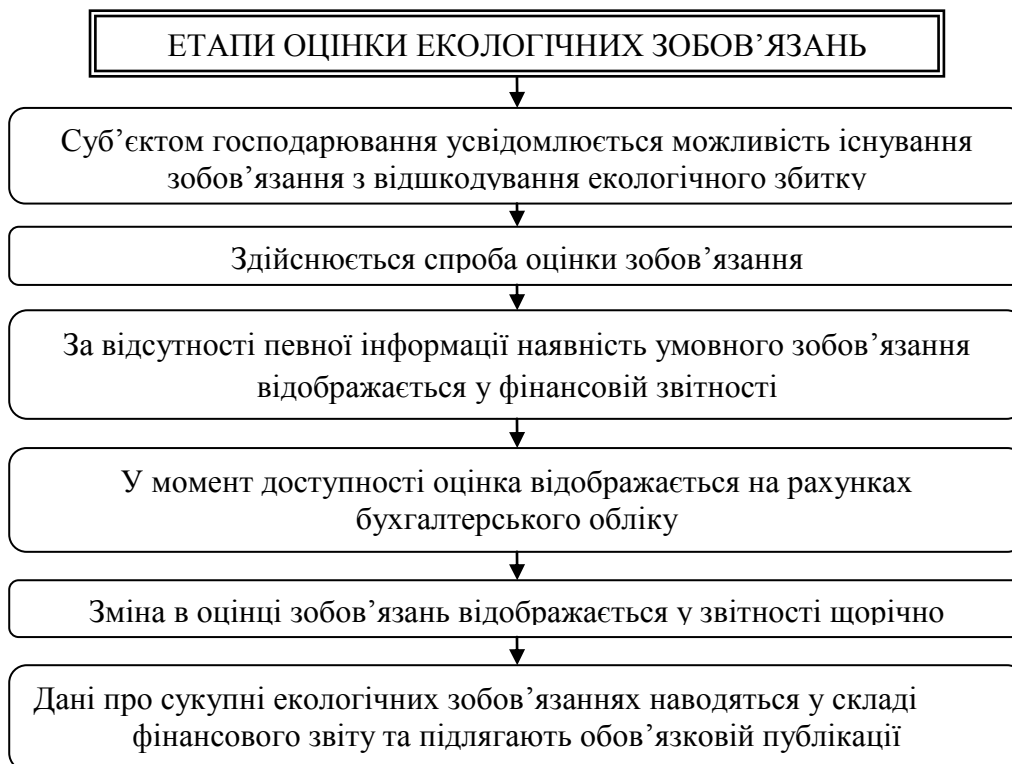 ЕТАПИ ОЦІНКИ ЕКОЛОГІЧНИХ ЗОБОВ’ЯЗАНЬ
Суб’єктом господарювання усвідомлюється можливість існування
зобов’язання з відшкодування екологічного збитку
Здійснюється спроба оцінки зобов’язання
За відсутності певної інформації наявність умовного зобов’язання
відображається у фінансовій звітності
У момент доступності оцінка відображається на рахунках
бухгалтерського обліку
Зміна в оцінці зобов’язань відображається у звітності щорічно
Дані про сукупні екологічних зобов’язаннях наводяться у складі
фінансового звіту та підлягають обов’язковій публікації